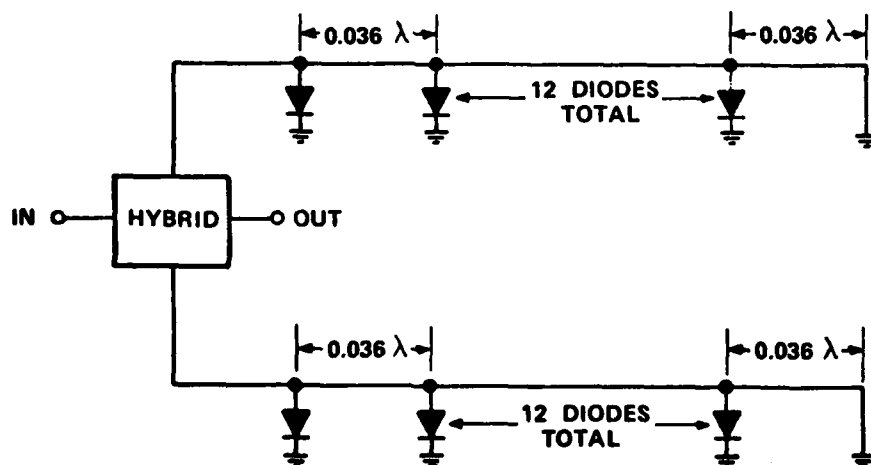 0.036 λ 0.036 λ
12 DIODES
TOTAL
IN HYBRID OUT
0.036 λ 0.036 λ
12 DIODES
TOTAL